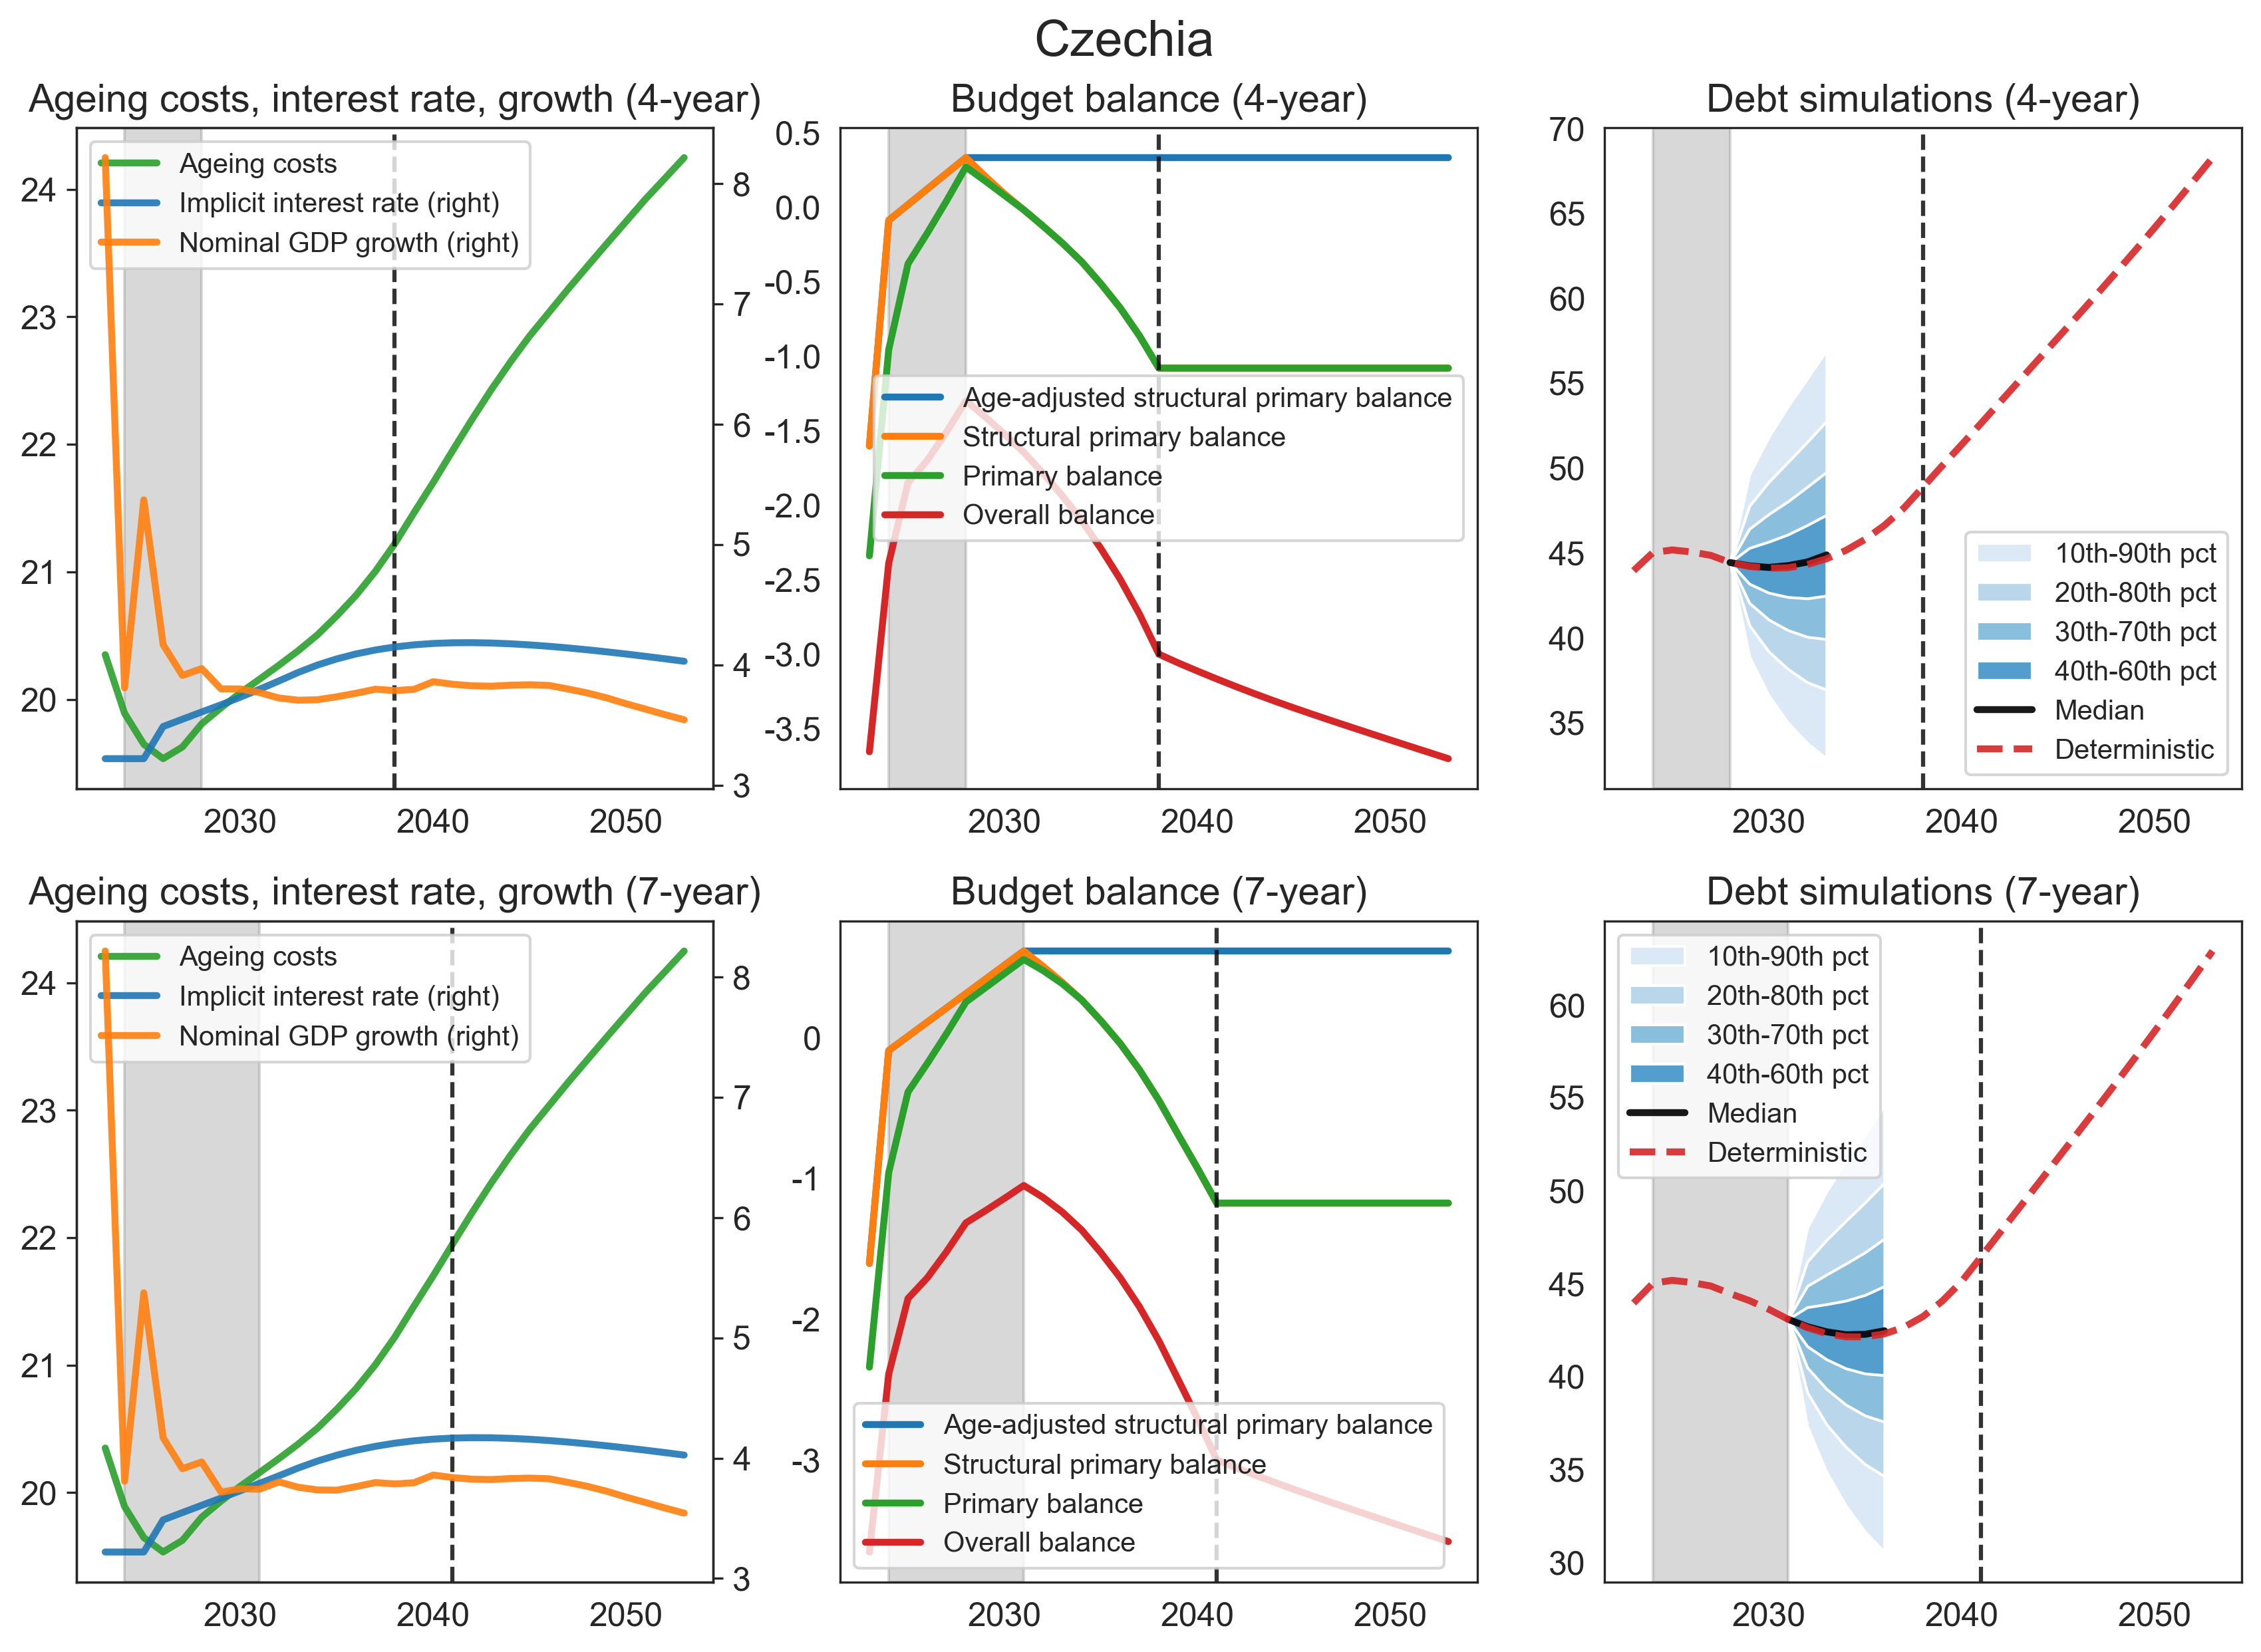 Czechia
Ageing costs, interest rate, growth (4-year)
Ageing costs
Implicit interest rate (right)
Nominal GDP growth (right)
24
23
22
21
20
8
7
6
5
4
3
2030 2040 2050
Budget balance (4-year)
0.5
0.0
-0.5
-1.0
-1.5
-2.0
-2.5
-3.0
-3.5
Age-adjusted structural primary balance
Structural primary balance
Primary balance
Overall balance
2030 2040 2050
Debt simulations (4-year)
70
65
60
55
50
45
40
35
10th-90th pct
20th-80th pct
30th-70th pct
40th-60th pct
Median
Deterministic
2030 2040 2050
Ageing costs, interest rate, growth (7-year)
Ageing costs
Implicit interest rate (right)
Nominal GDP growth (right)
24
23
22
21
20
8
7
6
5
4
3
2030 2040 2050
Budget balance (7-year)
0
-1
-2
-3
Age-adjusted structural primary balance
Structural primary balance
Primary balance
Overall balance
2030 2040 2050
Debt simulations (7-year)
10th-90th pct
20th-80th pct
30th-70th pct
40th-60th pct
Median
Deterministic
60
55
50
45
40
35
30
2030 2040 2050